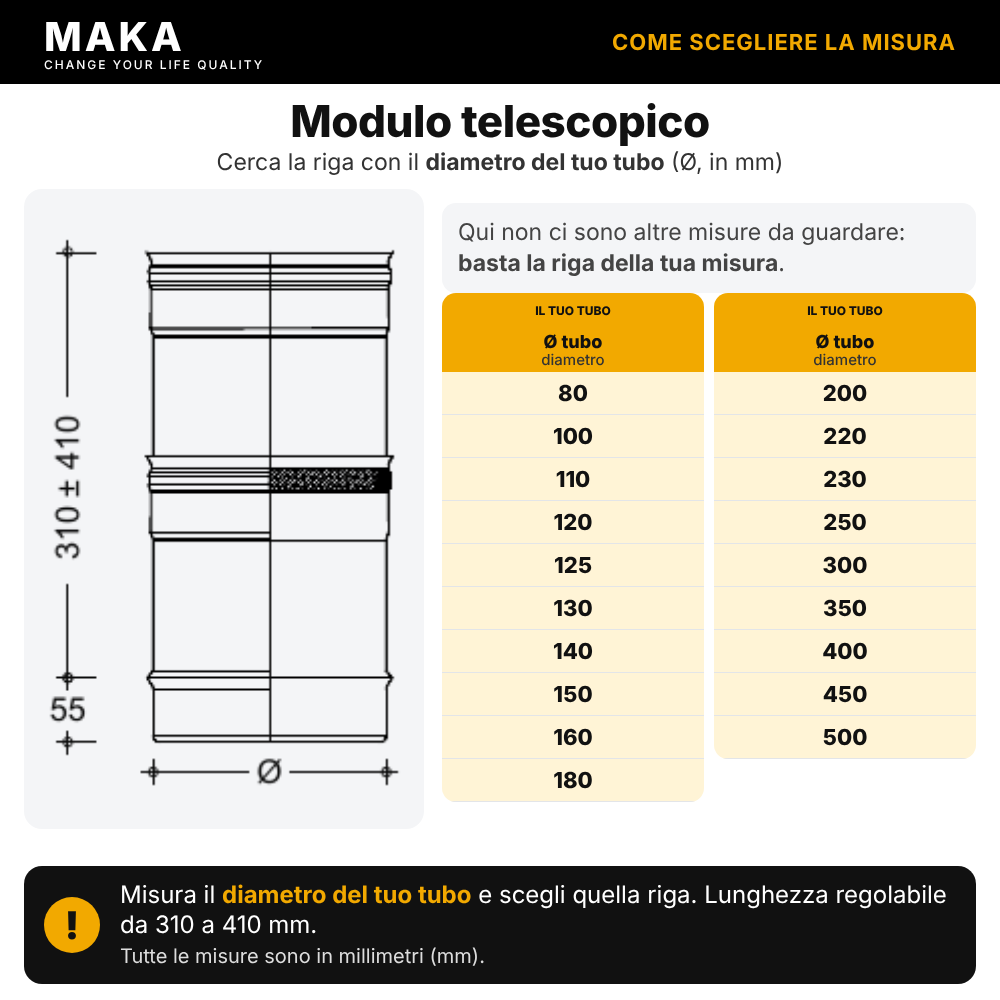 MAKA
CHANGE YOUR LIFE QUALITY
COME SCEGLIERE LA MISURA
Modulo telescopico
Cerca la riga con il diametro del tuo tubo (Ø, in mm)
310 ± 410
55
Ø
Qui non ci sono altre misure da guardare:
basta la riga della tua misura.
IL TUO TUBO
Ø tubo
diametro
80
100
110
120
125
130
140
150
160
180
IL TUO TUBO
Ø tubo
diametro
200
220
230
250
300
350
400
450
500
!
Misura il diametro del tuo tubo e scegli quella riga. Lunghezza regolabile
da 310 a 410 mm.
Tutte le misure sono in millimetri (mm).